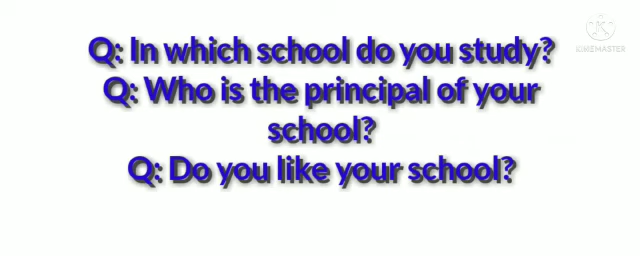 Q: In which school do you study?
Q: Who is the principal of your
school?
Q: Do you like your school?
KINEMASTER